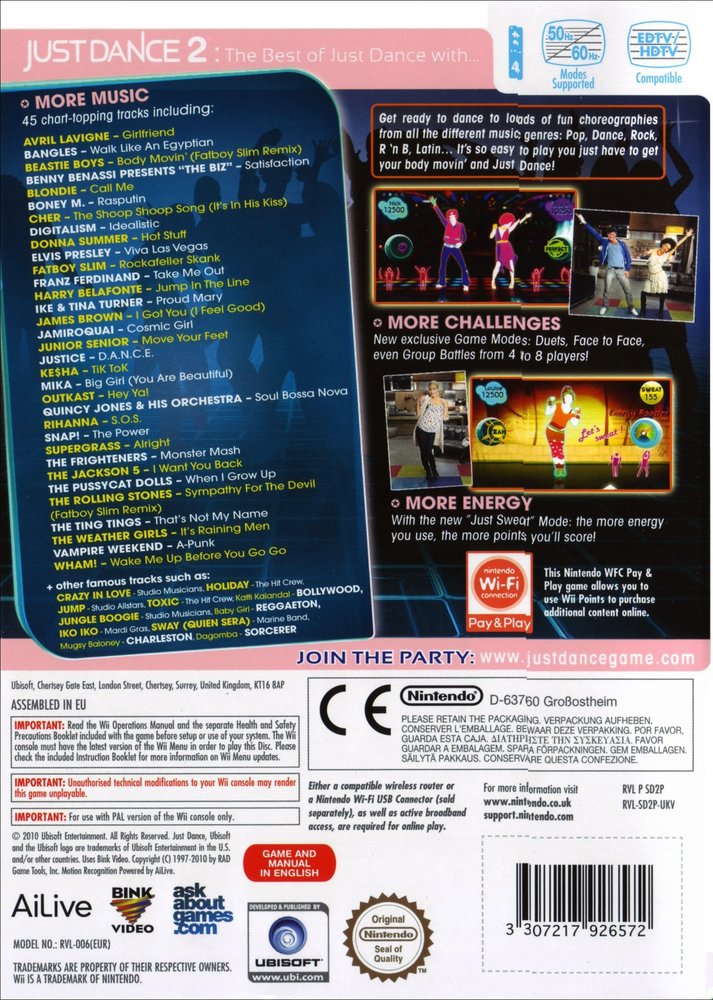 JUST DANCE 2 : The Best of Just Dance with...
4
50Hz
60Hz
Modes
Supported
EDTV/
HDTV
Compatible
MORE MUSIC
45 chart-topping tracks including:
AVRIL LAVIGNE – Girlfriend
BANGLES – Walk Like An Egyptian
BEASTIE BOYS – Body Movin' (Fatboy Slim Remix)
BENNY BENASSI PRESENTS "THE BIZ" – Satisfaction
BLONDIE – Call Me
BONEY M. – Rasputin
CHER – The Shoop Shoop Song (It's In His Kiss)
DIGITALISM – Idealistic
DONNA SUMMER – Hot Stuff
ELVIS PRESLEY – Viva Las Vegas
FATBOY SLIM – Rockafeller Skank
FRANZ FERDINAND – Take Me Out
HARRY BELAFONTE – Jump In The Line
IKE & TINA TURNER – Proud Mary
JAMES BROWN – I Got You (I Feel Good)
JAMIROQUAI – Cosmic Girl
JUNIOR SENIOR – Move Your Feet
JUSTICE – D.A.N.C.E.
KE$HA – TiK ToK
MIKA – Big Girl (You Are Beautiful)
OUTKAST – Hey Ya!
QUINCY JONES & HIS ORCHESTRA – Soul Bossa Nova
RIHANNA – S.O.S.
SNAP! – The Power
SUPERGRASS – Alright
THE FRIGHTENERS – Monster Mash
THE JACKSON 5 – I Want You Back
THE PUSSYCAT DOLLS – When I Grow Up
THE ROLLING STONES – Sympathy For The Devil
(Fatboy Slim Remix)
THE TING TINGS – That's Not My Name
THE WEATHER GIRLS – It's Raining Men
VAMPIRE WEEKEND – A-Punk
WHAM! – Wake Me Up Before You Go Go
+ other famous tracks such as:
CRAZY IN LOVE - Studio Musicians, HOLIDAY - The Hit Crew,
JUMP - Studio Allstars, TOXIC - The Hit Crew, Katti Kalandal - BOLLYWOOD,
JUNGLE BOOGIE - Studio Musicians, Baby Girl - REGGAETON,
IKO IKO - Mardi Gras, SWAY (QUIEN SERA) - Marine Band,
Mugsy Baloney - CHARLESTON, Dagomba - SORCERER
Get ready to dance to loads of fun choreographies
from all the different music genres: Pop, Dance, Rock,
R 'n B, Latin... It's so easy to play you just have to get
your body movin' and Just Dance!
Nick
12500
10250
PERFECT
MORE CHALLENGES
New exclusive Game Modes: Duets, Face to Face,
even Group Battles from 4 to 8 players!
Louise
12500
YEAH
SWEAT
155
Energy Booster
Let's sweat!
MORE ENERGY
With the new "Just Sweat" Mode: the more energy
you use, the more points you'll score!
nintendo
Wi-Fi
connection
Pay & Play
This Nintendo WFC Pay &
Play game allows you to
use Wii Points to purchase
additional content online.
JOIN THE PARTY: www.justdancegame.com
Ubisoft, Chertsey Gate East, London Street, Chertsey, Surrey, United Kingdom, KT16 8AP
ASSEMBLED IN EU
IMPORTANT: Read the Wii Operations Manual and the separate Health and Safety
Precautions Booklet included with the game before setup or use of your system. The Wii
console must have the latest version of the Wii Menu in order to play this Disc. Please
check the included Instruction Booklet for more information on Wii Menu updates.
IMPORTANT: Unauthorised technical modifications to your Wii console may render
this game unplayable.
IMPORTANT: For use with PAL version of the Wii console only.
© 2010 Ubisoft Entertainment. All Rights Reserved. Just Dance, Ubisoft
and the Ubisoft logo are trademarks of Ubisoft Entertainment in the U.S.
and/or other countries. Uses Bink Video. Copyright (C) 1997-2010 by RAD
Game Tools, Inc. Motion Recognition Powered by AiLive.
CE
Nintendo
D-63760 Großostheim
PLEASE RETAIN THE PACKAGING. VERPACKUNG AUFHEBEN.
CONSERVER L'EMBALLAGE. BEWAAR DEZE VERPAKKING. POR FAVOR,
GUARDA ESTA CAJA. ΔΙΑΤΗΡΗΣΤΕ ΤΗΝ ΣΥΣΚΕΥΑΣΙΑ. FAVOR
GUARDAR A EMBALAGEM. SPARA FÖRPACKNINGEN. GEM EMBALLAGEN.
SÄILYTÄ PAKKAUS. CONSERVARE QUESTA CONFEZIONE.
Either a compatible wireless router or
a Nintendo Wi-Fi USB Connector (sold
separately), as well as active broadband
access, are required for online play.
For more information visit
www.nintendo.co.uk
support.nintendo.com
RVL P SD2P
RVL-SD2P-UKV
GAME AND
MANUAL
IN ENGLISH
AiLive
BINK
VIDEO
ask
about
games
.com
DEVELOPED & PUBLISHED BY
UBISOFT
www.ubi.com
Original
Nintendo
Seal of
Quality
TM
3 307217 926572
MODEL NO.: RVL-006(EUR)
TRADEMARKS ARE PROPERTY OF THEIR RESPECTIVE OWNERS.
Wii IS A TRADEMARK OF NINTENDO.